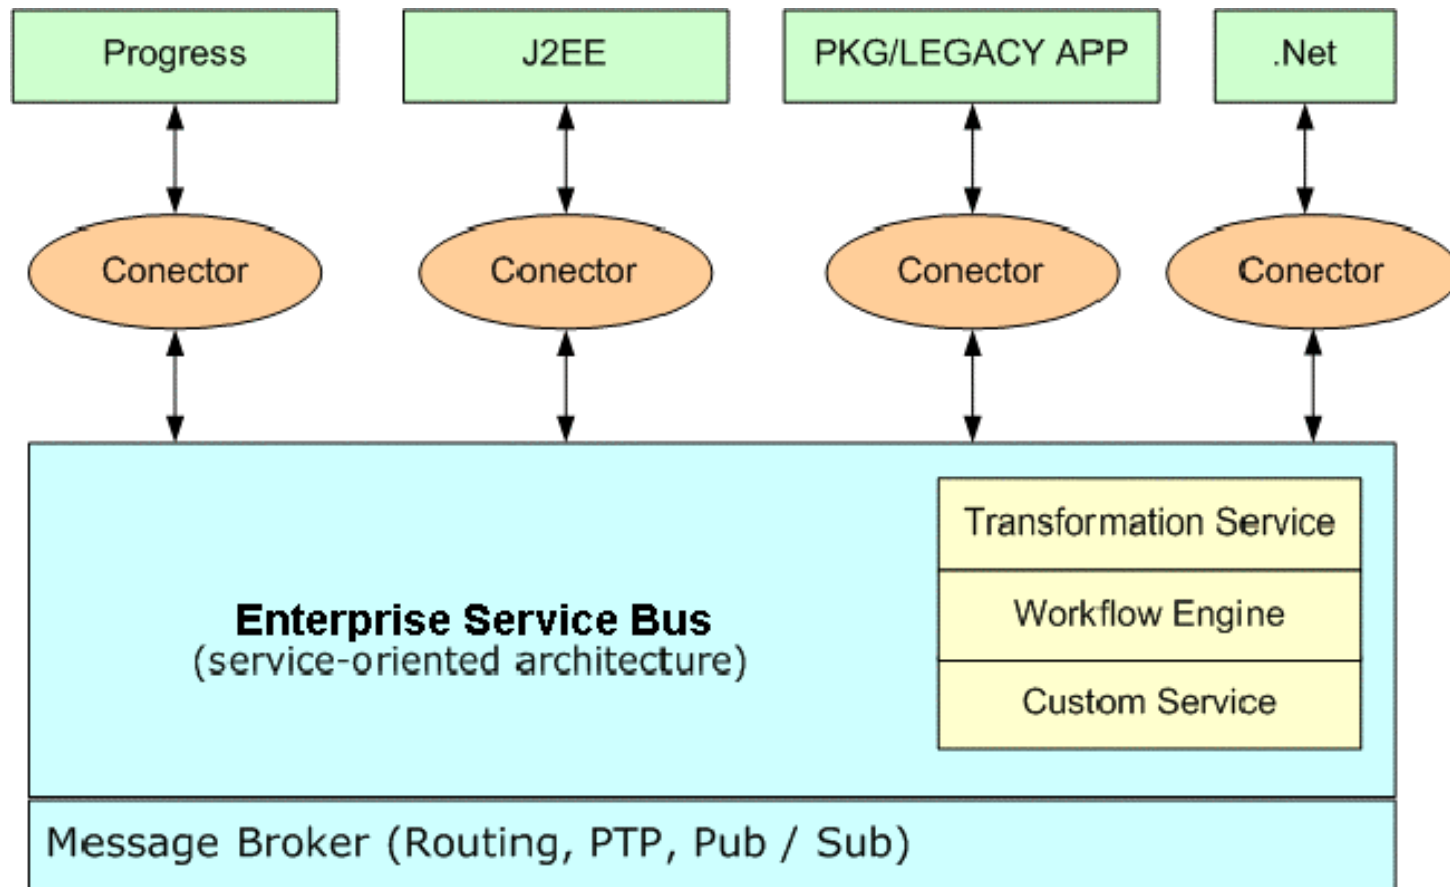 Progress
J2EE
PKG/LEGACY APP
.Net
Conector
Conector
Conector
Conector
Transformation Service
Workflow Engine
Custom Service
Enterprise Service Bus
(service-oriented architecture)
Message Broker (Routing, PTP, Pub / Sub)